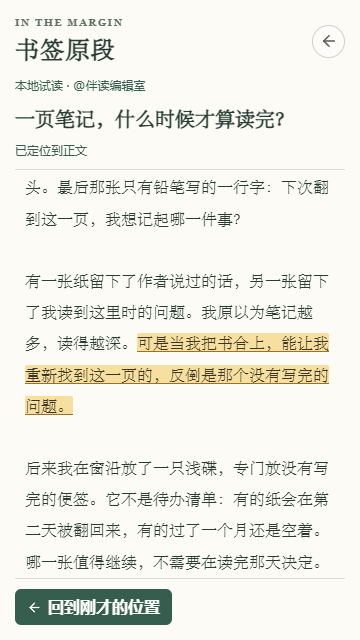 IN THE MARGIN
书签原段
本地试读 · @伴读编辑室
一页笔记，什么时候才算读完？
已定位到正文
头。最后那张只有铅笔写的一行字：下次翻
到这一页，我想记起哪一件事？
有一张纸留下了作者说过的话，另一张留下
了我读到这里时的问题。我原以为笔记越
多，读得越深。可是当我把书合上，能让我
重新找到这一页的，反倒是那个没有写完的
问题。
后来我在窗沿放了一只浅碟，专门放没有写
完的便签。它不是待办清单：有的纸会在第
二天被翻回来，有的过了一个月还是空着。
哪一张值得继续，不需要在读完那天决定。
回到刚才的位置